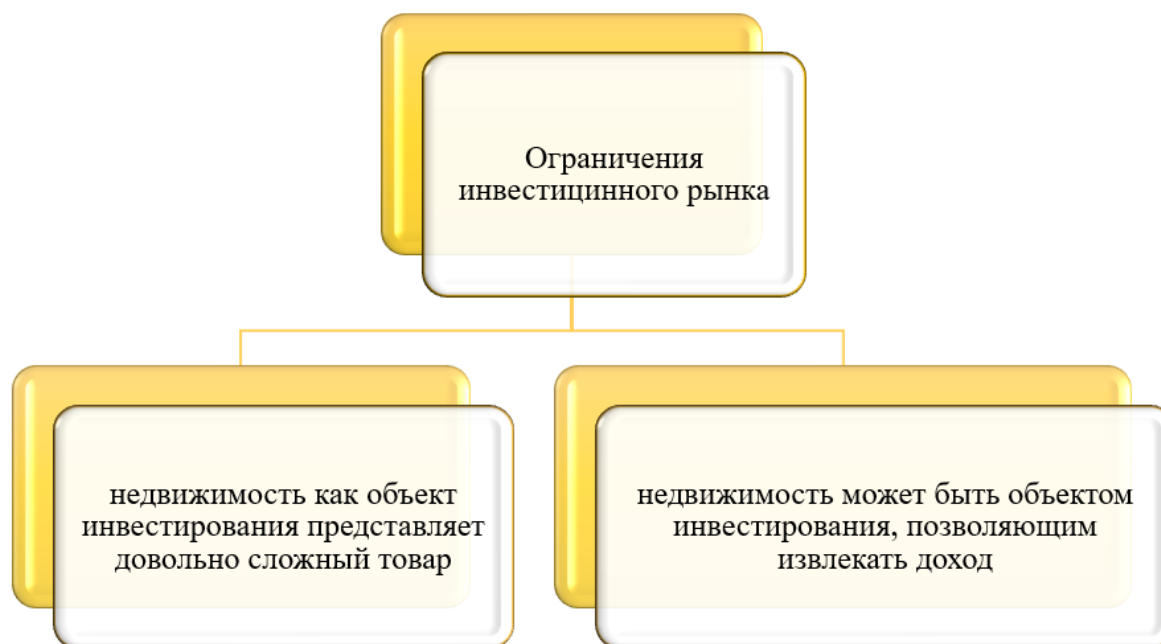 Ограничения
инвестицинного рынка
недвижимость как объект
инвестирования представляет
довольно сложный товар
недвижимость может быть объектом
инвестирования, позволяющим
извлекать доход